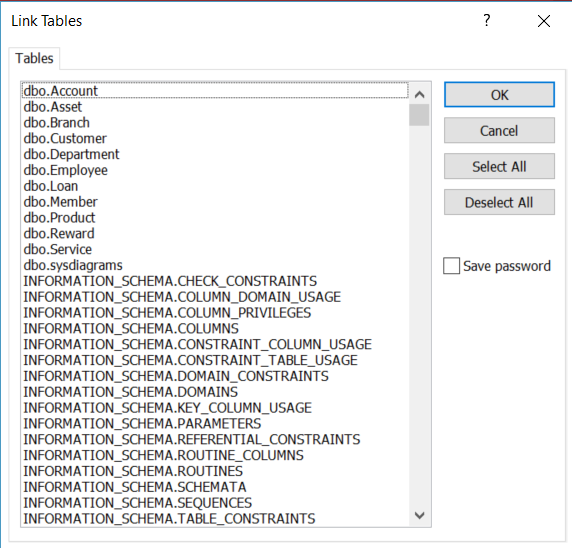 Link Tables
?
Tables
dbo.Account
dbo.Asset
dbo.Branch
dbo.Customer
dbo.Department
dbo.Employee
dbo.Loan
dbo.Member
dbo.Product
dbo.Reward
dbo.Service
dbo.sysdiagrams
INFORMATION_SCHEMA.CHECK_CONSTRAINTS
INFORMATION_SCHEMA.COLUMN_DOMAIN_USAGE
INFORMATION_SCHEMA.COLUMN_PRIVILEGES
INFORMATION_SCHEMA.COLUMNS
INFORMATION_SCHEMA.CONSTRAINT_COLUMN_USAGE
INFORMATION_SCHEMA.CONSTRAINT_TABLE_USAGE
INFORMATION_SCHEMA.DOMAIN_CONSTRAINTS
INFORMATION_SCHEMA.DOMAINS
INFORMATION_SCHEMA.KEY_COLUMN_USAGE
INFORMATION_SCHEMA.PARAMETERS
INFORMATION_SCHEMA.REFERENTIAL_CONSTRAINTS
INFORMATION_SCHEMA.ROUTINE_COLUMNS
INFORMATION_SCHEMA.ROUTINES
INFORMATION_SCHEMA.SCHEMATA
INFORMATION_SCHEMA.SEQUENCES
INFORMATION_SCHEMA.TABLE_CONSTRAINTS
OK
Cancel
Select All
Deselect All
Save password